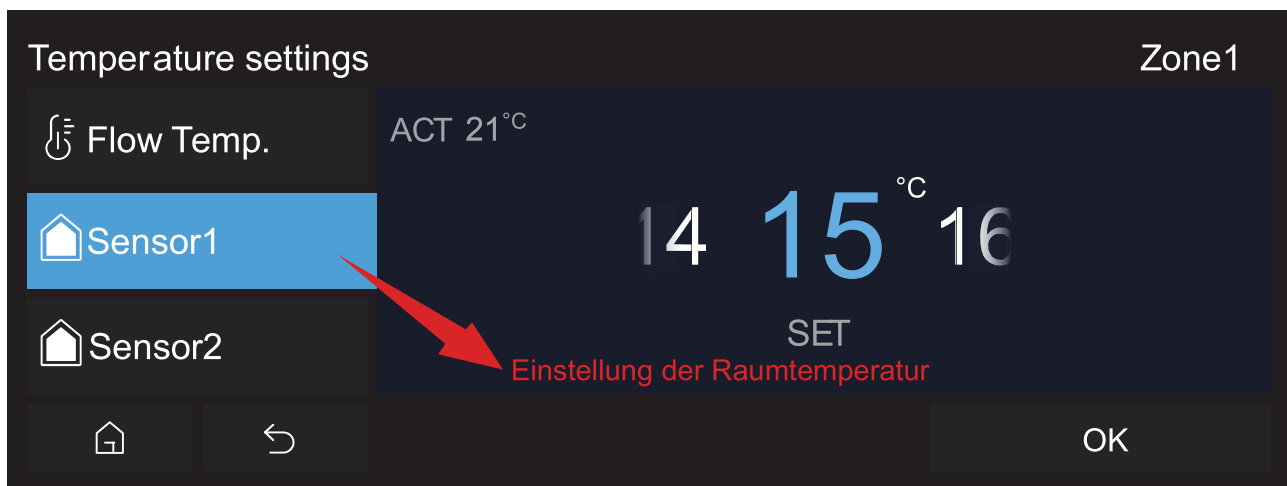 Temperature settings Zone1
Flow Temp.
ACT 21°C
Sensor1
14 15°C 16
Sensor2
SET
Einstellung der Raumtemperatur
OK